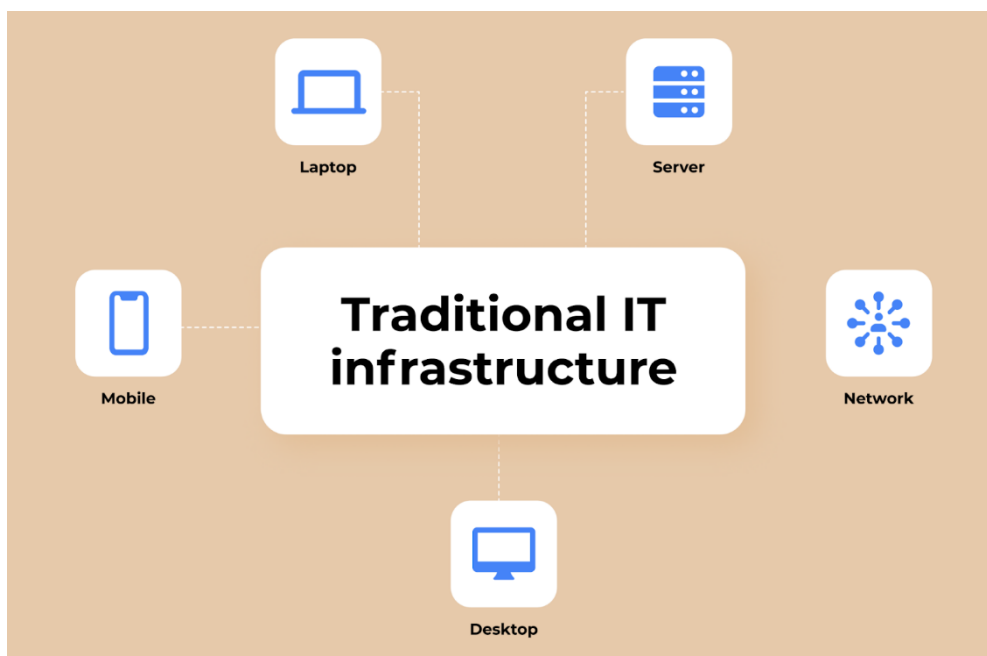 Laptop
Server
Traditional IT
infrastructure
Mobile
Network
Desktop